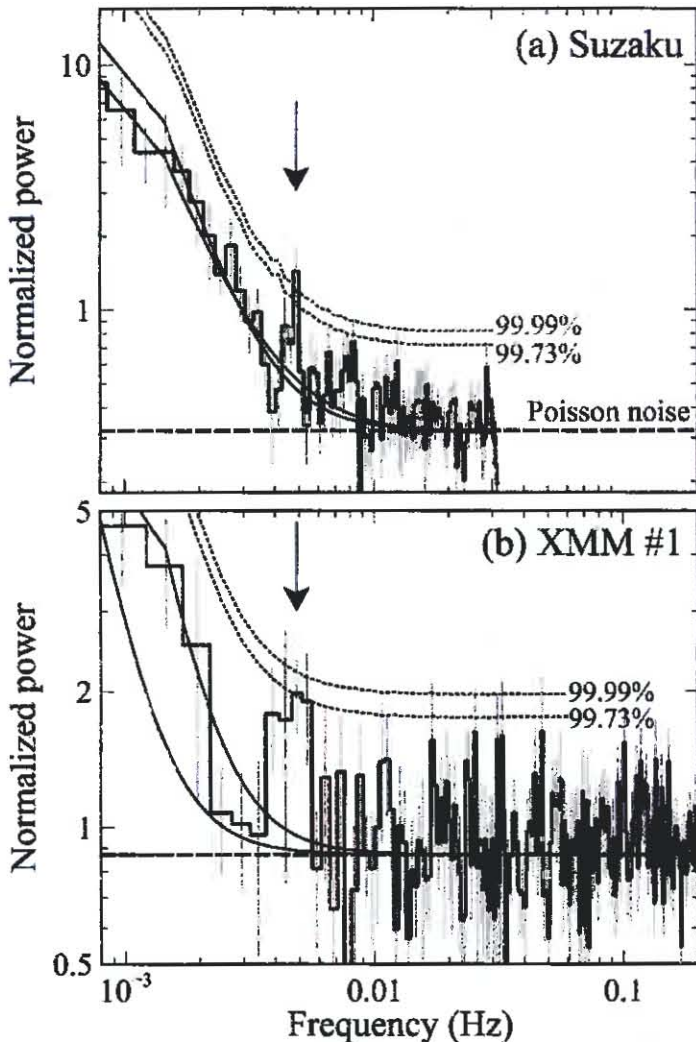 (a) Suzaku
10
1
Normalized power
99.99%
99.73%
Poisson noise
(b) XMM #1
5
2
1
0.5
Normalized power
99.99%
99.73%
10⁻³
0.01
0.1
Frequency (Hz)